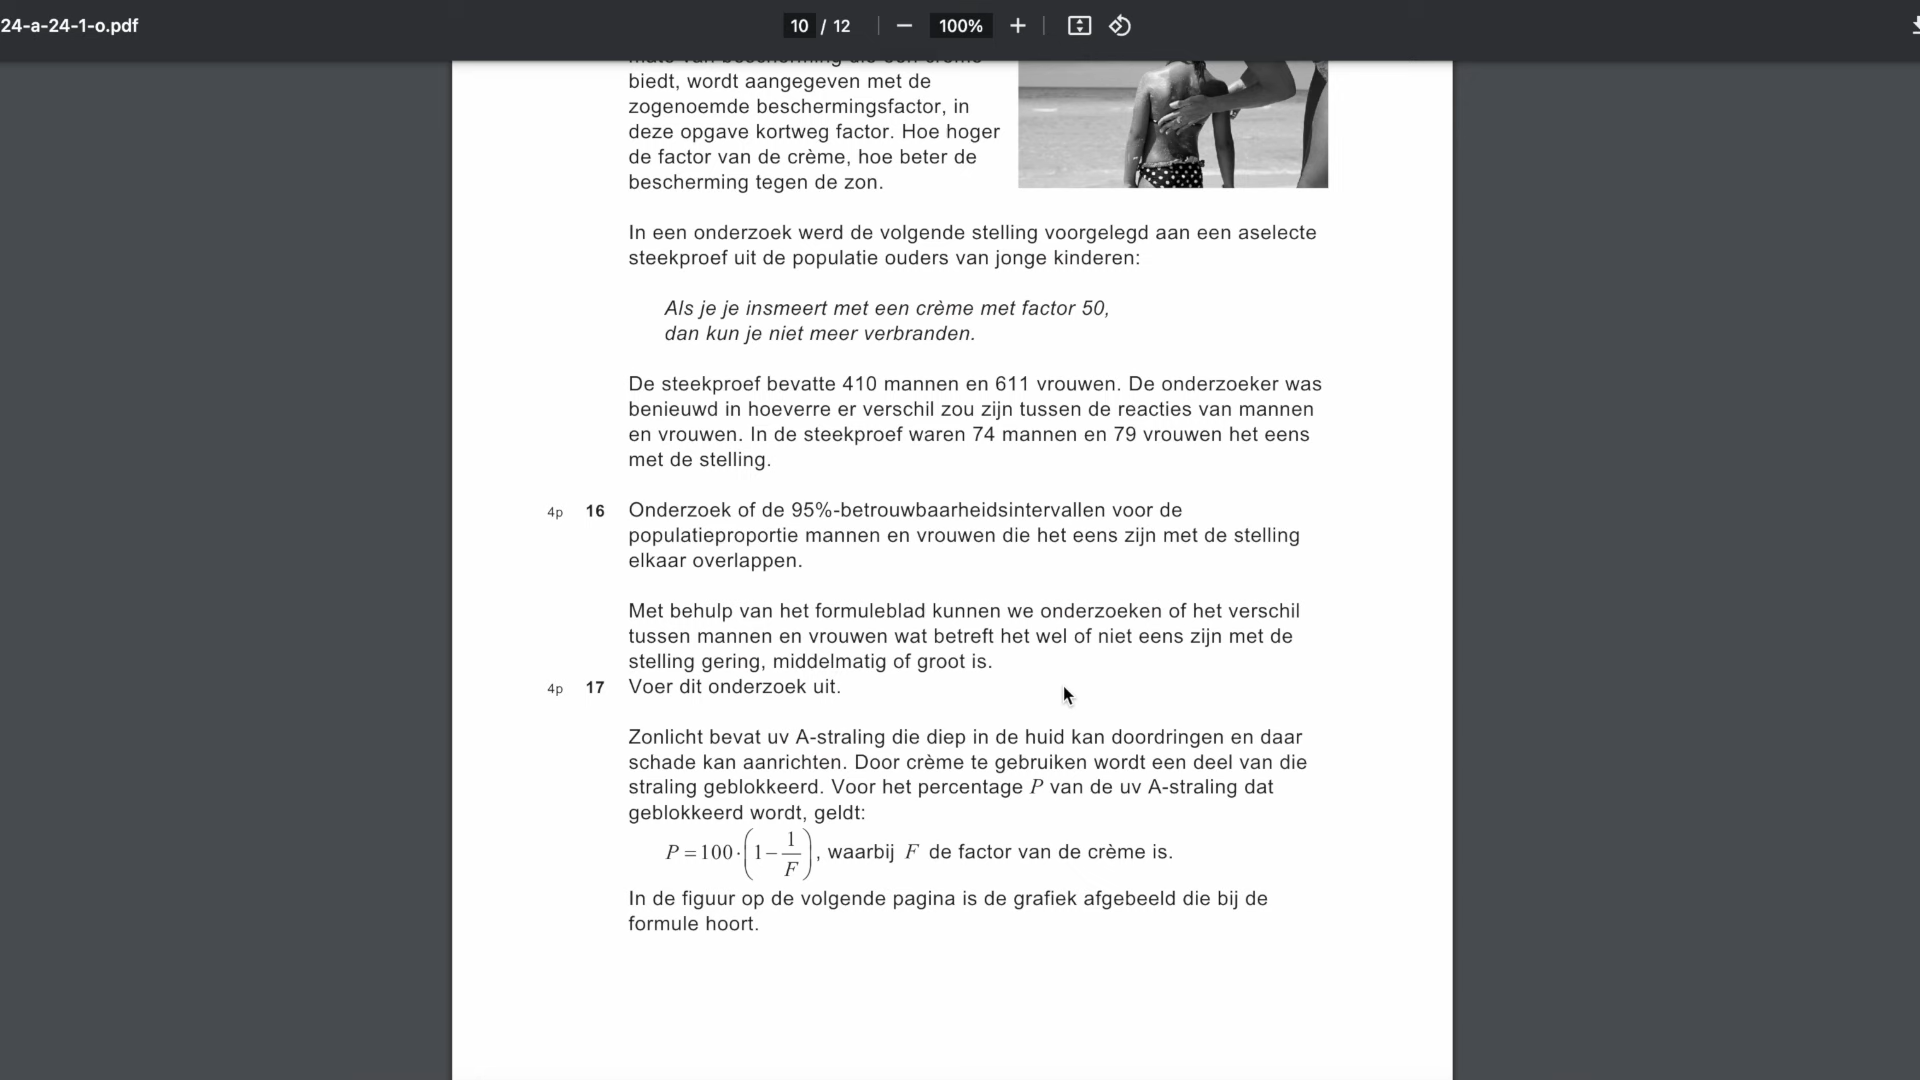 24-a-24-1-o.pdf
10 / 12
100%
biedt, wordt aangegeven met de
zogenoemde beschermingsfactor, in
deze opgave kortweg factor. Hoe hoger
de factor van de crème, hoe beter de
bescherming tegen de zon.
In een onderzoek werd de volgende stelling voorgelegd aan een aselecte
steekproef uit de populatie ouders van jonge kinderen:
Als je je insmeert met een crème met factor 50,
dan kun je niet meer verbranden.
De steekproef bevatte 410 mannen en 611 vrouwen. De onderzoeker was
benieuwd in hoeverre er verschil zou zijn tussen de reacties van mannen
en vrouwen. In de steekproef waren 74 mannen en 79 vrouwen het eens
met de stelling.
4p 16 Onderzoek of de 95%-betrouwbaarheidsintervallen voor de
populatieproportie mannen en vrouwen die het eens zijn met de stelling
elkaar overlappen.
Met behulp van het formuleblad kunnen we onderzoeken of het verschil
tussen mannen en vrouwen wat betreft het wel of niet eens zijn met de
stelling gering, middelmatig of groot is.
4p 17 Voer dit onderzoek uit.
Zonlicht bevat uv A-straling die diep in de huid kan doordringen en daar
schade kan aanrichten. Door crème te gebruiken wordt een deel van die
straling geblokkeerd. Voor het percentage P van de uv A-straling dat
geblokkeerd wordt, geldt:
P = 100 · (1 − 1/F), waarbij F de factor van de crème is.
In de figuur op de volgende pagina is de grafiek afgebeeld die bij de
formule hoort.